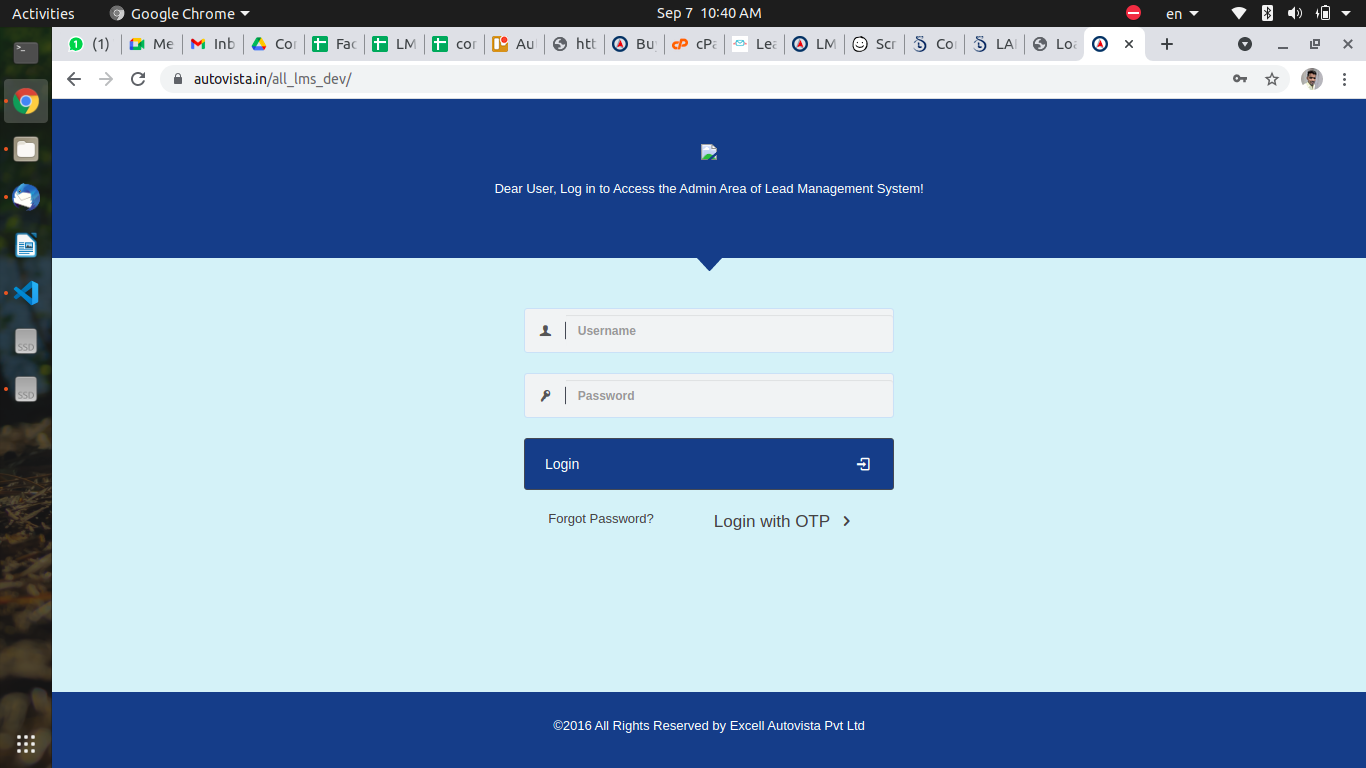 Activities Google Chrome Sep 7 10:40 AM en
(1) Me Inb Cor Fac LM cor Au htt Bu cPa Lea LM Scr Co LA Loa
autovista.in/all_lms_dev/
Dear User, Log in to Access the Admin Area of Lead Management System!
Username
Password
Login
Forgot Password? Login with OTP
SSD
SSD
©2016 All Rights Reserved by Excell Autovista Pvt Ltd